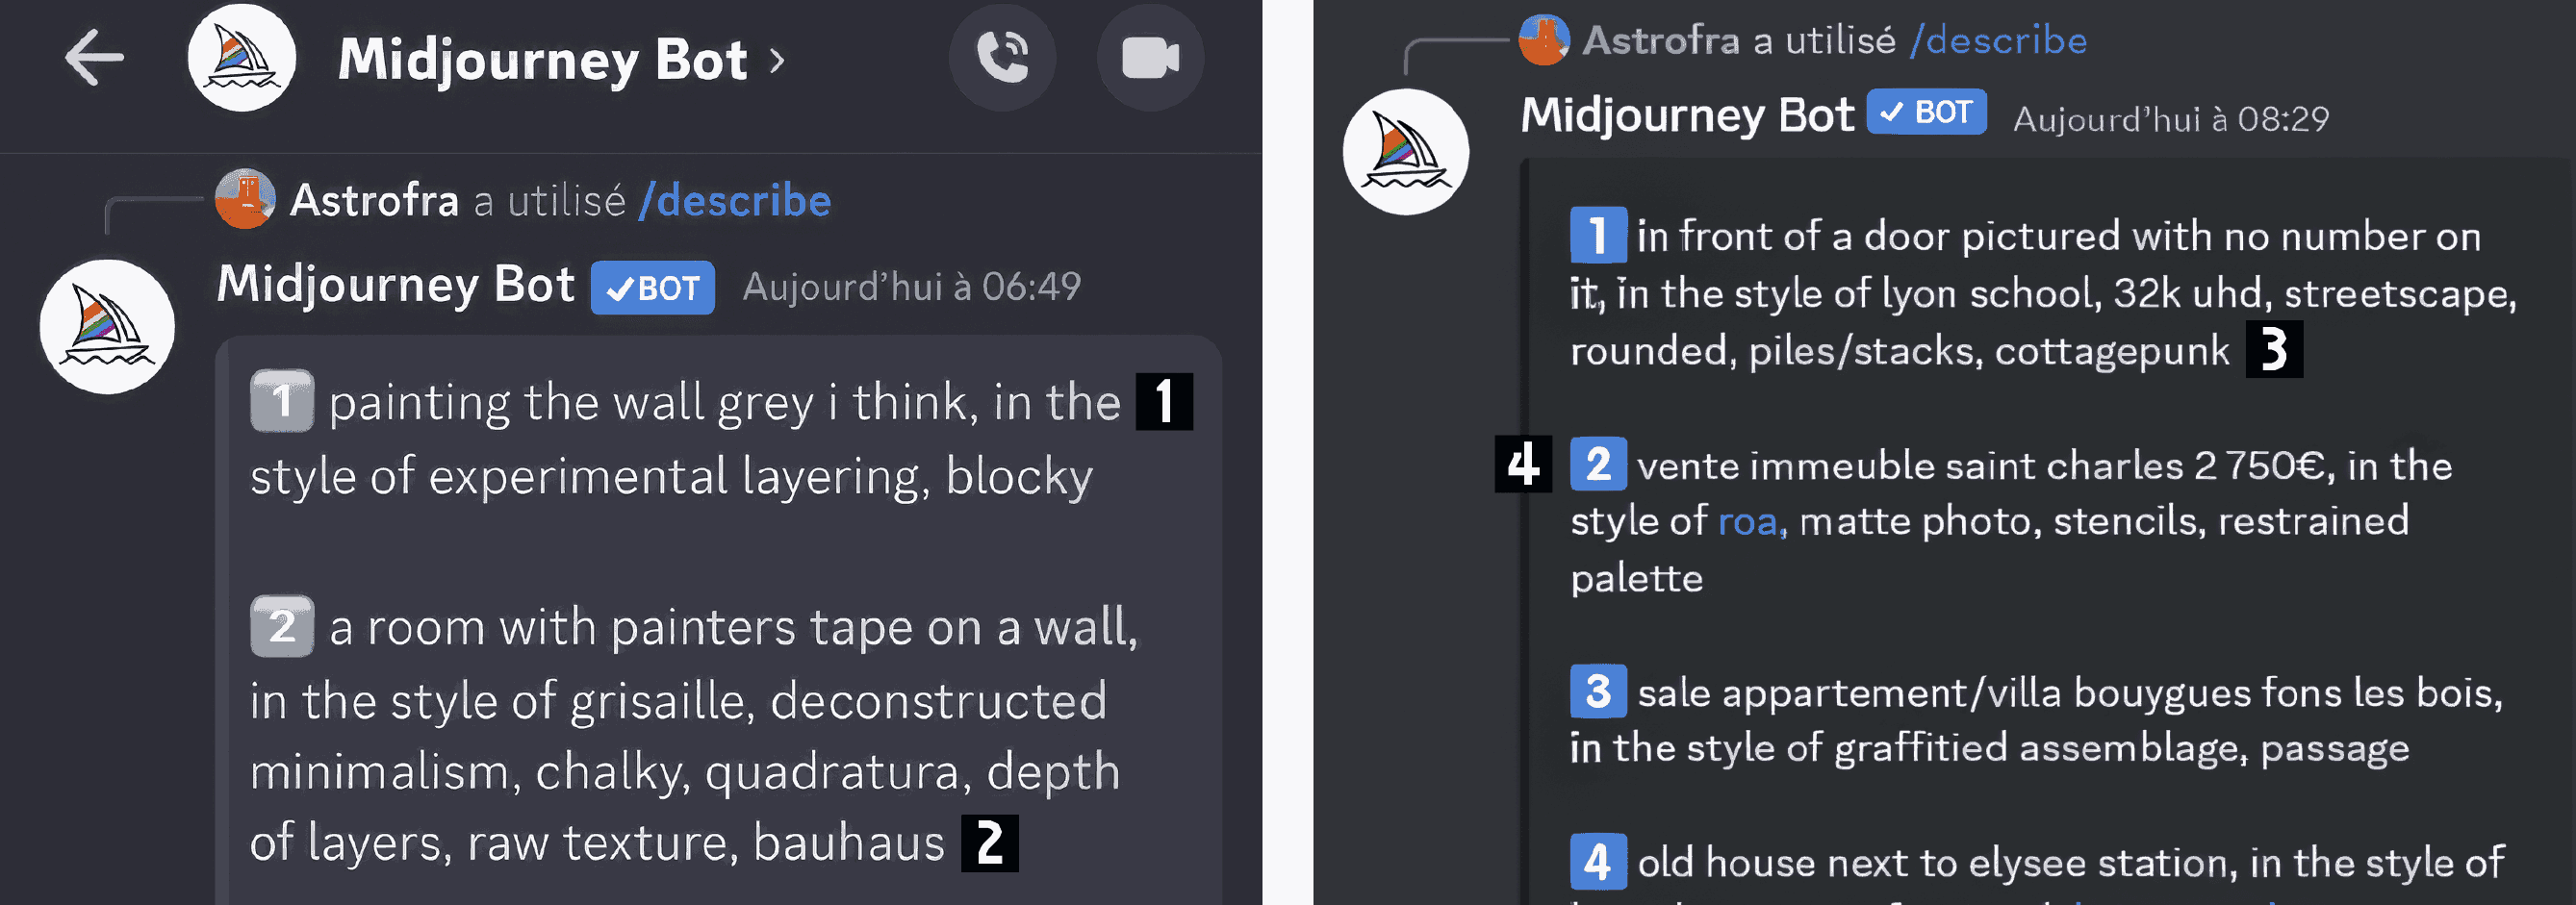 Midjourney Bot ›
Astrofra a utilisé /describe
Midjourney Bot ✓BOT Aujourd'hui à 06:49
1 painting the wall grey i think, in the 1
style of experimental layering, blocky
2 a room with painters tape on a wall,
in the style of grisaille, deconstructed
minimalism, chalky, quadratura, depth
of layers, raw texture, bauhaus 2
Astrofra a utilisé /describe
Midjourney Bot ✓ BOT Aujourd'hui à 08:29
1 in front of a door pictured with no number on
it, in the style of lyon school, 32k uhd, streetscape,
rounded, piles/stacks, cottagepunk 3
4 2 vente immeuble saint charles 2 750€, in the
style of roa, matte photo, stencils, restrained
palette
3 sale appartement/villa bouygues fons les bois,
in the style of graffitied assemblage, passage
4 old house next to elysee station, in the style of